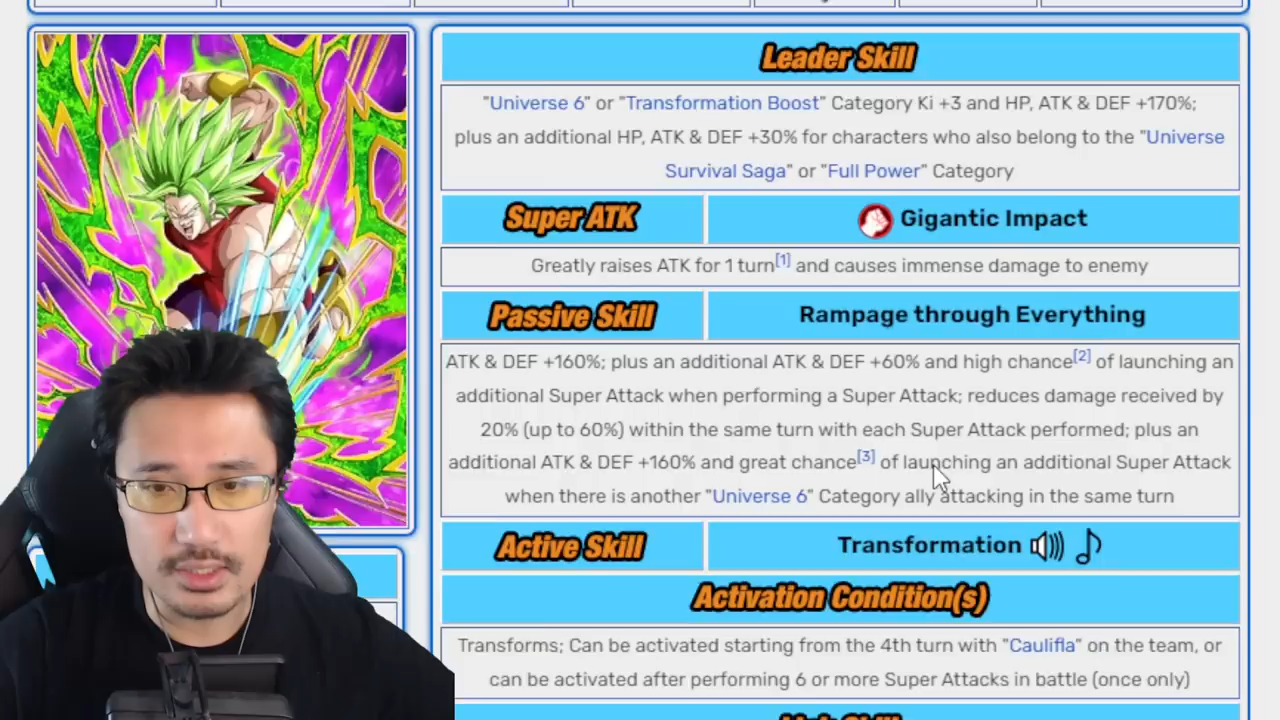 Leader Skill
"Universe 6" or "Transformation Boost" Category Ki +3 and HP, ATK & DEF +170%;
plus an additional HP, ATK & DEF +30% for characters who also belong to the "Universe
Survival Saga" or "Full Power" Category
Super ATK
Gigantic Impact
Greatly raises ATK for 1 turn[1] and causes immense damage to enemy
Passive Skill
Rampage through Everything
ATK & DEF +160%; plus an additional ATK & DEF +60% and high chance[2] of launching an
additional Super Attack when performing a Super Attack; reduces damage received by
20% (up to 60%) within the same turn with each Super Attack performed; plus an
additional ATK & DEF +160% and great chance[3] of launching an additional Super Attack
when there is another "Universe 6" Category ally attacking in the same turn
Active Skill
Transformation
Activation Condition(s)
Transforms; Can be activated starting from the 4th turn with "Caulifla" on the team, or
can be activated after performing 6 or more Super Attacks in battle (once only)